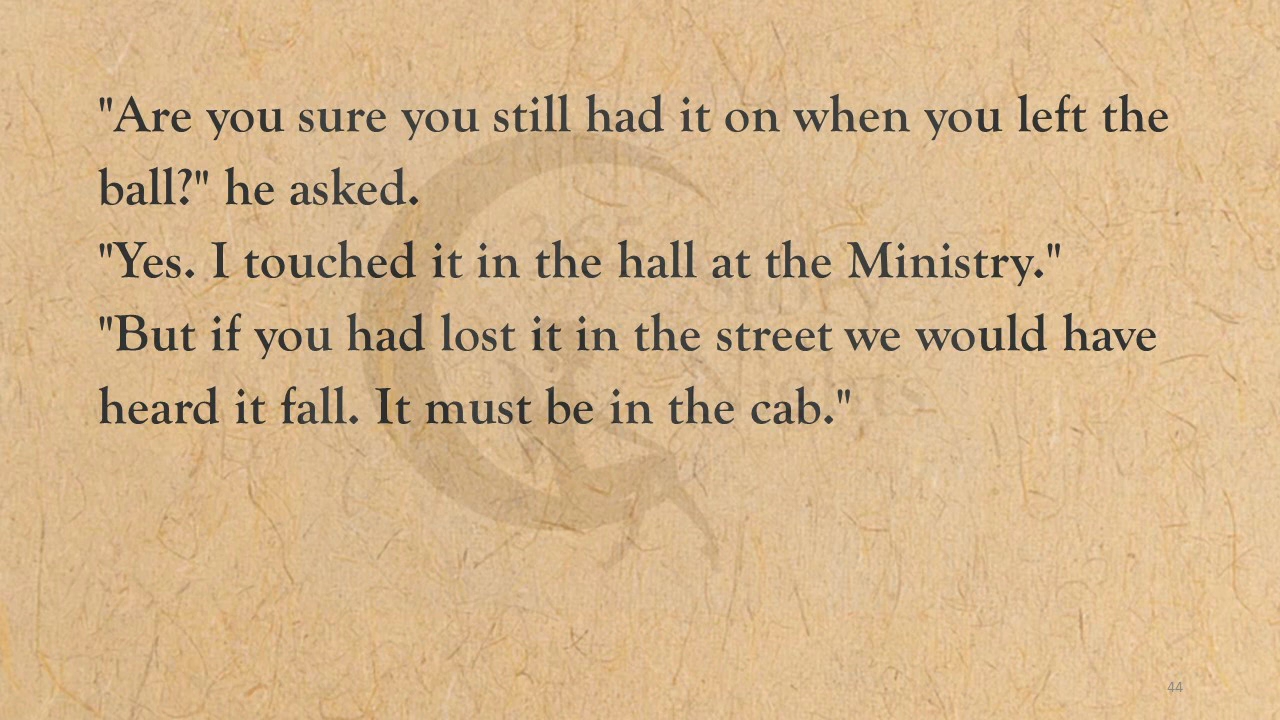 "Are you sure you still had it on when you left the
ball?" he asked.
"Yes. I touched it in the hall at the Ministry."
"But if you had lost it in the street we would have
heard it fall. It must be in the cab."
44